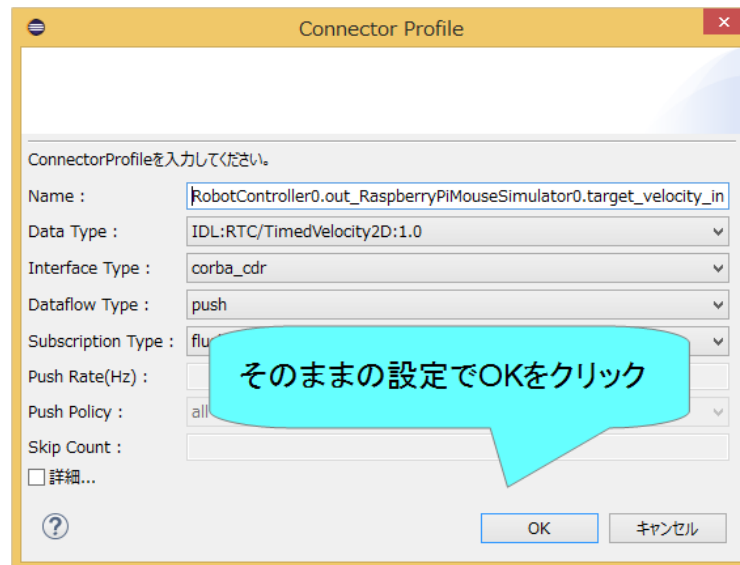 Connector Profile
ConnectorProfileを入力してください。
Name : RobotController0.out_RaspberryPiMouseSimulator0.target_velocity_in
Data Type : IDL:RTC/TimedVelocity2D:1.0
Interface Type : corba_cdr
Dataflow Type : push
Subscription Type :
そのままの設定でOKをクリック
Push Rate(Hz) :
Push Policy : all
Skip Count :
詳細...
OK キャンセル